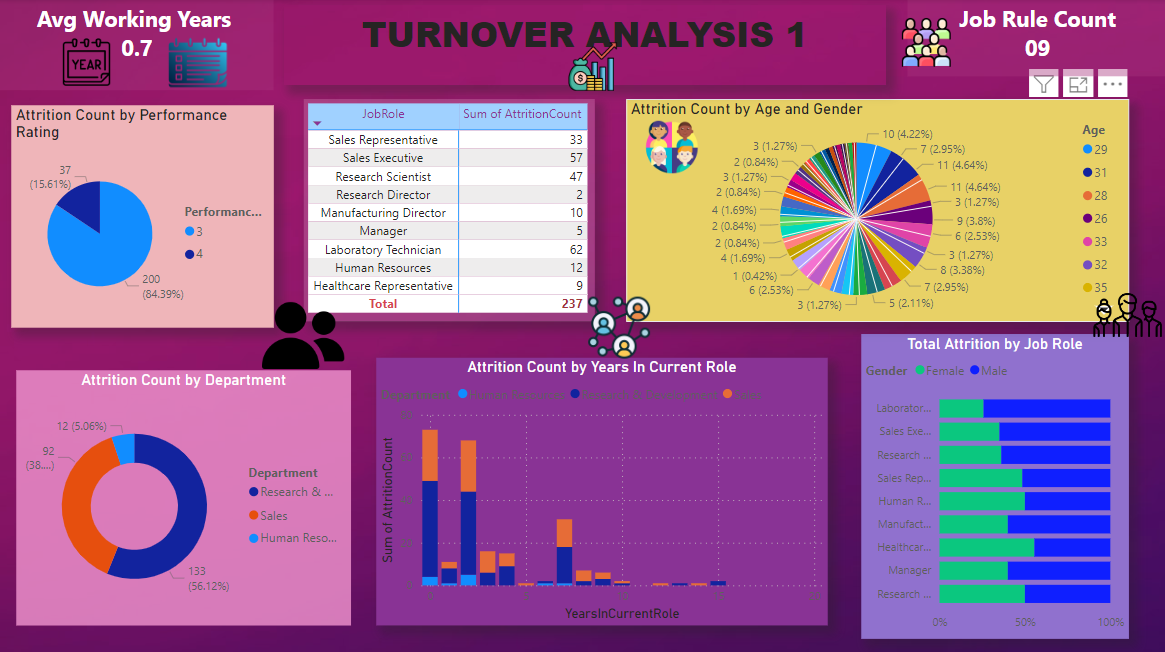 Avg Working Years
0.7
YEAR
TURNOVER ANALYSIS 1
Job Rule Count
09
Attrition Count by Performance
Rating
37
(15.61%)
200
(84.39%)
Performanc...
3
4
JobRole Sum of AttritionCount
Sales Representative 33
Sales Executive 57
Research Scientist 47
Research Director 2
Manufacturing Director 10
Manager 5
Laboratory Technician 62
Human Resources 12
Healthcare Representative 9
Total 237
Attrition Count by Age and Gender
10 (4.22%)
7 (2.95%)
11 (4.64%)
11 (4.64%)
3 (1.27%)
9 (3.8%)
6 (2.53%)
3 (1.27%)
8 (3.38%)
7 (2.95%)
5 (2.11%)
3 (1.27%)
6 (2.53%)
1 (0.42%)
4 (1.69%)
2 (0.84%)
2 (0.84%)
4 (1.69%)
2 (0.84%)
3 (1.27%)
2 (0.84%)
3 (1.27%)
Age
29
31
28
26
33
32
35
Attrition Count by Department
12 (5.06%)
92
(38....)
133
(56.12%)
Department
Research & ...
Sales
Human Reso...
Attrition Count by Years In Current Role
Department Human Resources Research & Development Sales
Sum of AttritionCount
0 5 10 15
YearsInCurrentRole
Total Attrition by Job Role
Gender Female Male
Laborator...
Sales Exe...
Research ...
Sales Rep...
Human R...
Manufact...
Healthcar...
Manager
Research ...
0% 50% 100%